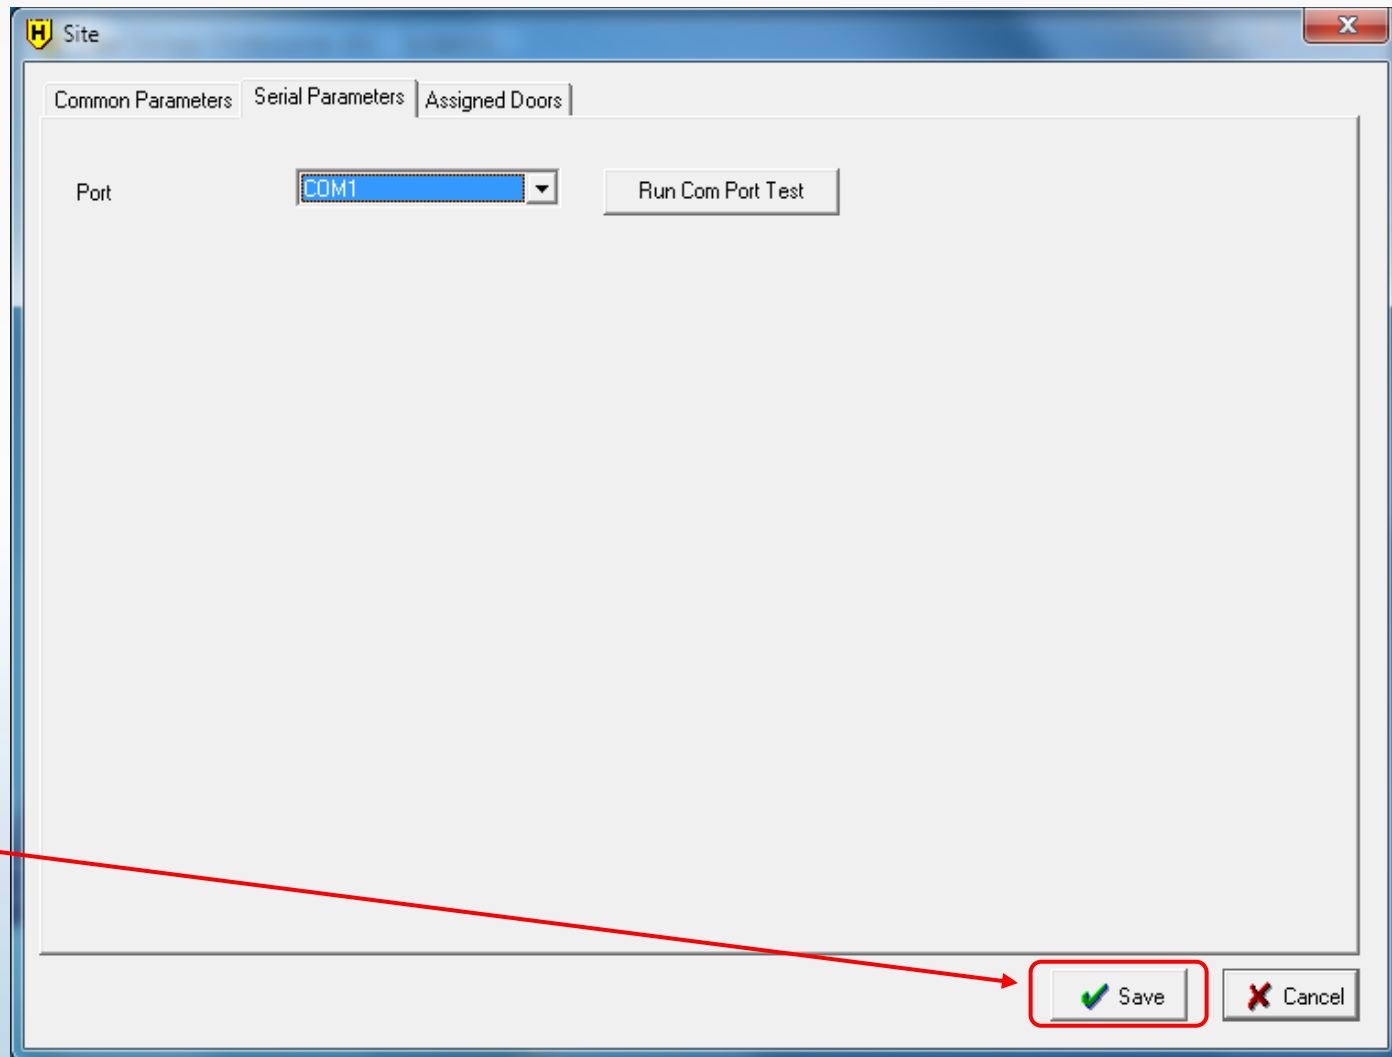 H Site
X
Common Parameters Serial Parameters Assigned Doors
Port COM1 Run Com Port Test
Save Cancel